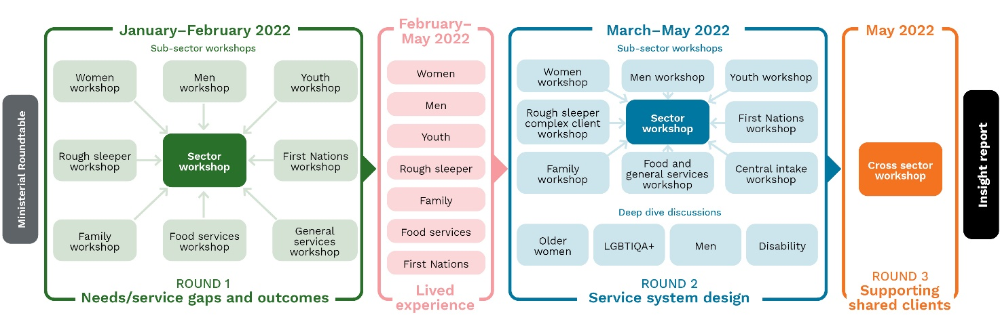 Ministerial Roundtable
January–February 2022
Sub-sector workshops
Women
workshop
Men
workshop
Youth
workshop
Rough sleeper
workshop
Sector
workshop
First Nations
workshop
Family
workshop
Food services
workshop
General
services
workshop
ROUND 1
Needs/service gaps and outcomes
February–
May 2022
Women
Men
Youth
Rough sleeper
Family
Food services
First Nations
Lived
experience
March–May 2022
Sub-sector workshops
Women
workshop
Men workshop
Youth workshop
Rough sleeper
complex client
workshop
Sector
workshop
First Nations
workshop
Family
workshop
Food and
general services
workshop
Central intake
workshop
Deep dive discussions
Older
women
LGBTIQA+
Men
Disability
ROUND 2
Service system design
May 2022
Cross sector
workshop
ROUND 3
Supporting
shared clients
Insight report